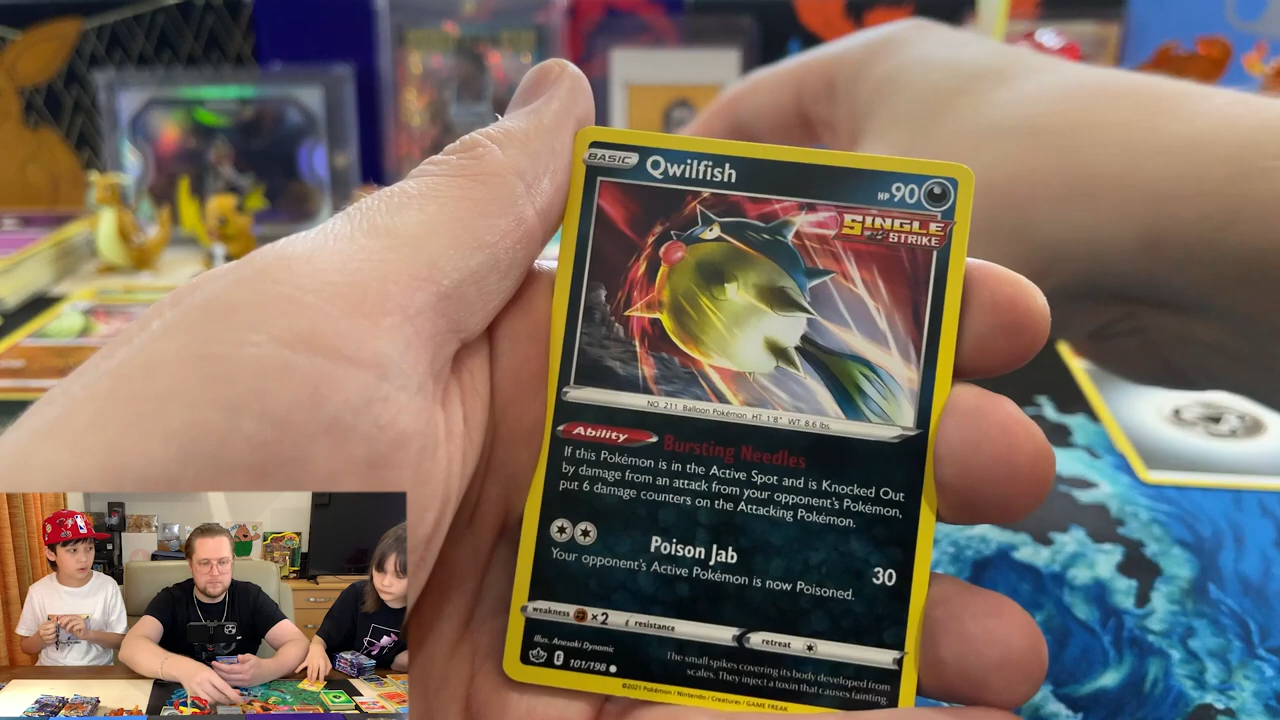 BASIC Qwilfish HP 90
SINGLE
STRIKE
NO. 211 Balloon Pokémon HT: 1'8" WT: 8.6 lbs.
Ability Bursting Needles
If this Pokémon is in the Active Spot and is Knocked Out
by damage from an attack from your opponent's Pokémon,
put 6 damage counters on the Attacking Pokémon.
Poison Jab 30
Your opponent's Active Pokémon is now Poisoned.
weakness ×2 resistance retreat
Illus. Anesaki Dynamic
E 101/198
The small spikes covering its body developed from
scales. They inject a toxin that causes fainting.
©2021 Pokémon / Nintendo / Creatures / GAME FREAK